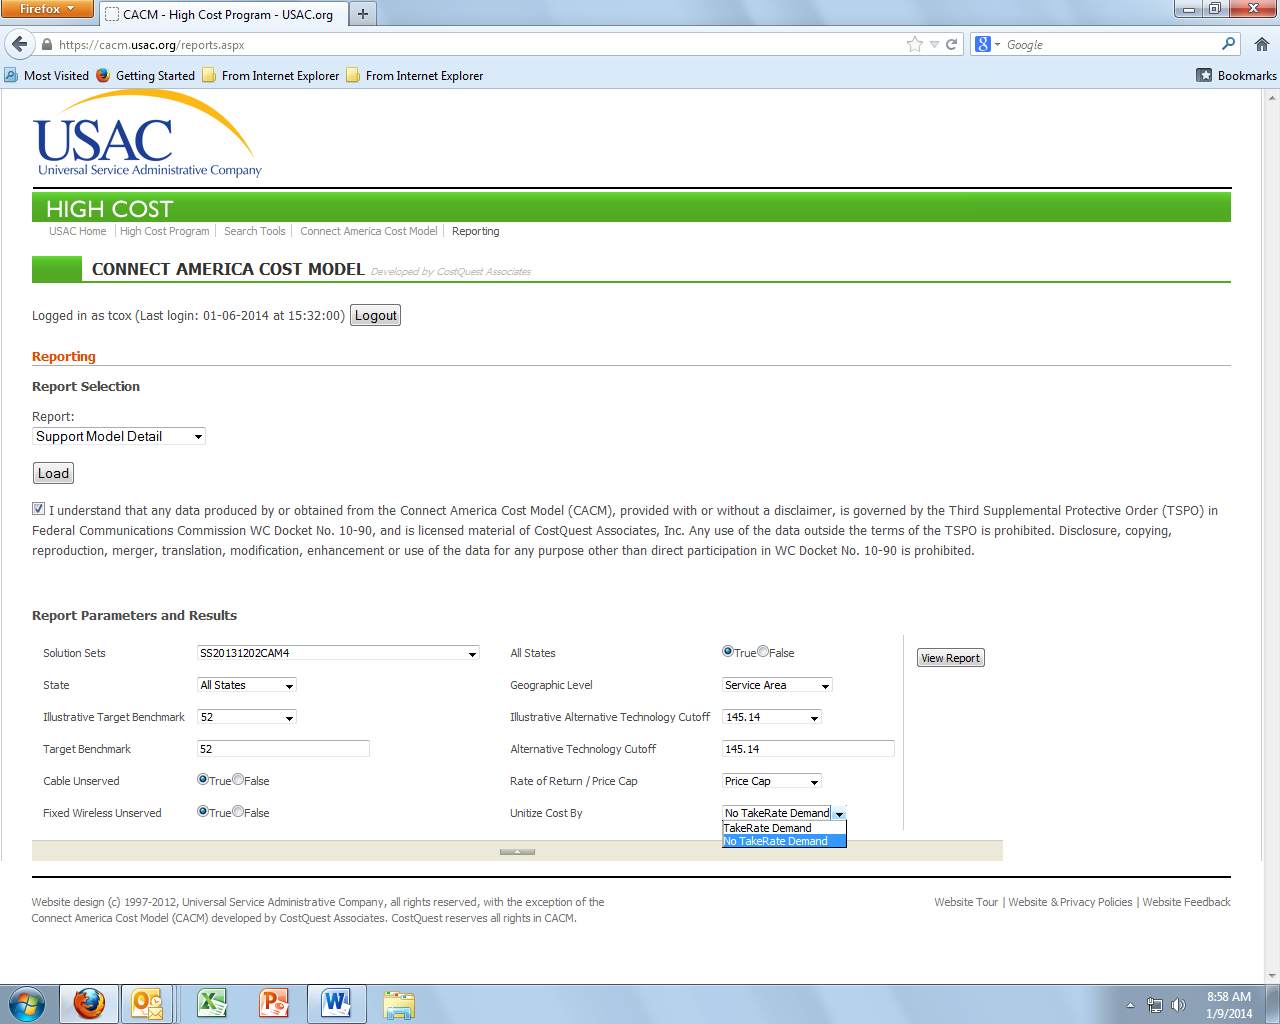 Firefox
CACM - High Cost Program - USAC.org
https://cacm.usac.org/reports.aspx
Google
Most Visited Getting Started From Internet Explorer From Internet Explorer Bookmarks
USAC
Universal Service Administrative Company
HIGH COST
USAC Home | High Cost Program | Search Tools | Connect America Cost Model | Reporting
CONNECT AMERICA COST MODEL Developed by CostQuest Associates
Logged in as tcox (Last login: 01-06-2014 at 15:32:00) Logout
Reporting
Report Selection
Report:
Support Model Detail
Load
I understand that any data produced by or obtained from the Connect America Cost Model (CACM), provided with or without a disclaimer, is governed by the Third Supplemental Protective Order (TSPO) in
Federal Communications Commission WC Docket No. 10-90, and is licensed material of CostQuest Associates, Inc. Any use of the data outside the terms of the TSPO is prohibited. Disclosure, copying,
reproduction, merger, translation, modification, enhancement or use of the data for any purpose other than direct participation in WC Docket No. 10-90 is prohibited.
Report Parameters and Results
Solution Sets SS20131202CAM4 All States True False View Report
State All States Geographic Level Service Area
Illustrative Target Benchmark 52 Illustrative Alternative Technology Cutoff 145.14
Target Benchmark 52 Alternative Technology Cutoff 145.14
Cable Unserved True False Rate of Return / Price Cap Price Cap
Fixed Wireless Unserved True False Unitize Cost By No TakeRate Demand
TakeRate Demand
No TakeRate Demand
Website design (c) 1997-2012, Universal Service Administrative Company, all rights reserved, with the exception of the
Connect America Cost Model (CACM) developed by CostQuest Associates. CostQuest reserves all rights in CACM.
Website Tour | Website & Privacy Policies | Website Feedback
8:58 AM
1/9/2014